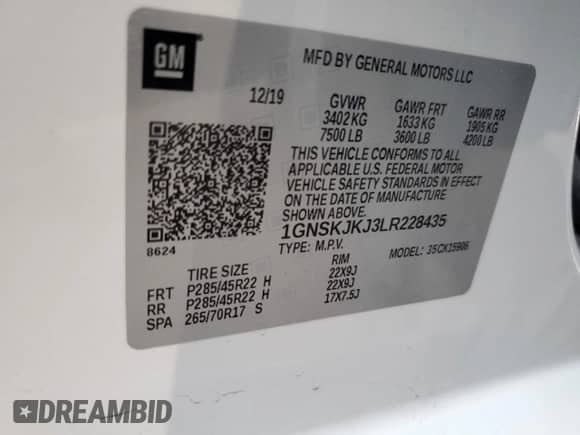 GM
MFD BY GENERAL MOTORS LLC
12/19 GVWR GAWR FRT GAWR RR
3402 KG 1633 KG 1905 KG
7500 LB 3600 LB 4200 LB
THIS VEHICLE CONFORMS TO ALL
APPLICABLE U.S. FEDERAL MOTOR
VEHICLE SAFETY STANDARDS IN EFFECT
ON THE DATE OF MANUFACTURE
SHOWN ABOVE.
1GNSKJKJ3LR228435
8624
TYPE: M.P.V. 35CK15906
TIRE SIZE RIM
FRT P285/45R22 H 22X9J
RR P285/45R22 H 22X9J
SPA 265/70R17 S 17X7.5J
DREAMBID